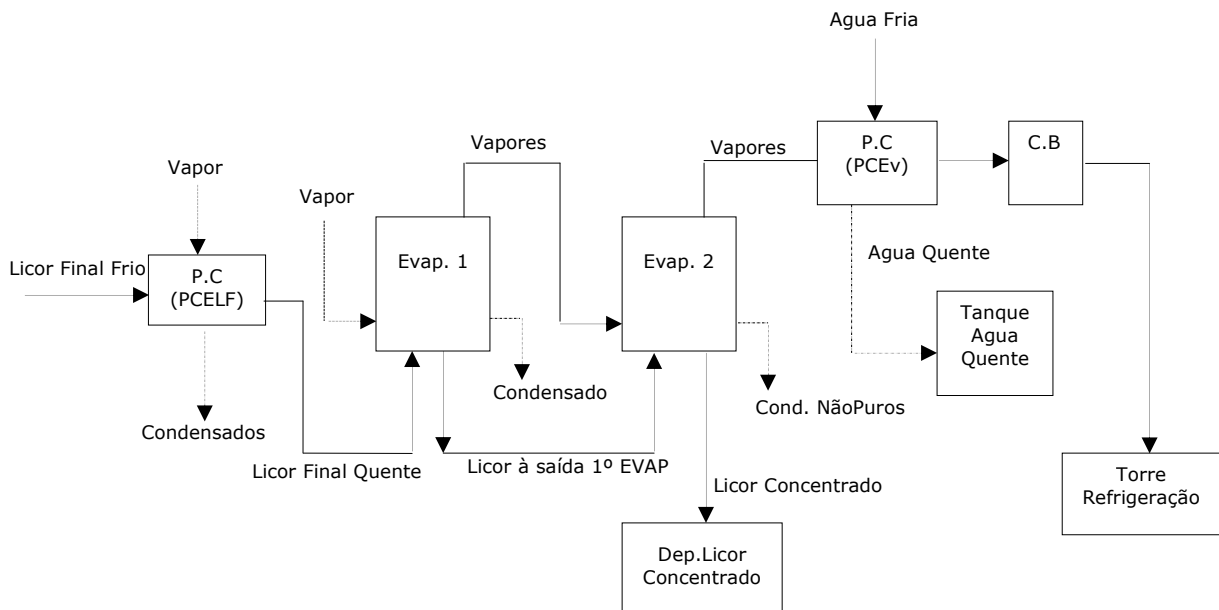 Agua Fria
Vapores
Vapores
P.C
(PCEv)
C.B
Vapor
Vapor
Evap. 1
Evap. 2
Agua Quente
Licor Final Frio
P.C
(PCELF)
Tanque
Agua
Quente
Condensado
Cond. NãoPuros
Condensados
Licor Final Quente
Licor à saída 1º EVAP
Licor Concentrado
Torre
Refrigeração
Dep.Licor
Concentrado